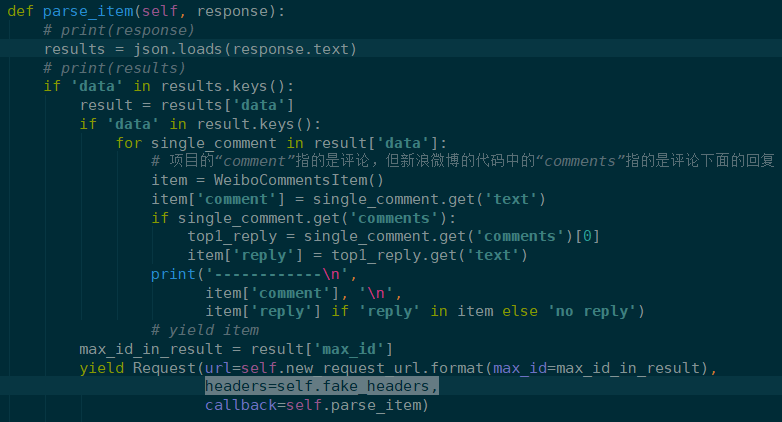 def parse_item(self, response):
    # print(response)
    results = json.loads(response.text)
    # print(results)
    if 'data' in results.keys():
        result = results['data']
        if 'data' in result.keys():
            for single_comment in result['data']:
                # 项目的“comment”指的是评论，但新浪微博的代码中的“comments”指的是评论下面的回复
                item = WeiboCommentsItem()
                item['comment'] = single_comment.get('text')
                if single_comment.get('comments'):
                    top1_reply = single_comment.get('comments')[0]
                    item['reply'] = top1_reply.get('text')
                print('------------\n',
                      item['comment'], '\n',
                      item['reply'] if 'reply' in item else 'no reply')
                # yield item
        max_id_in_result = result['max_id']
        yield Request(url=self.new_request_url.format(max_id=max_id_in_result),
                      headers=self.fake_headers,
                      callback=self.parse_item)